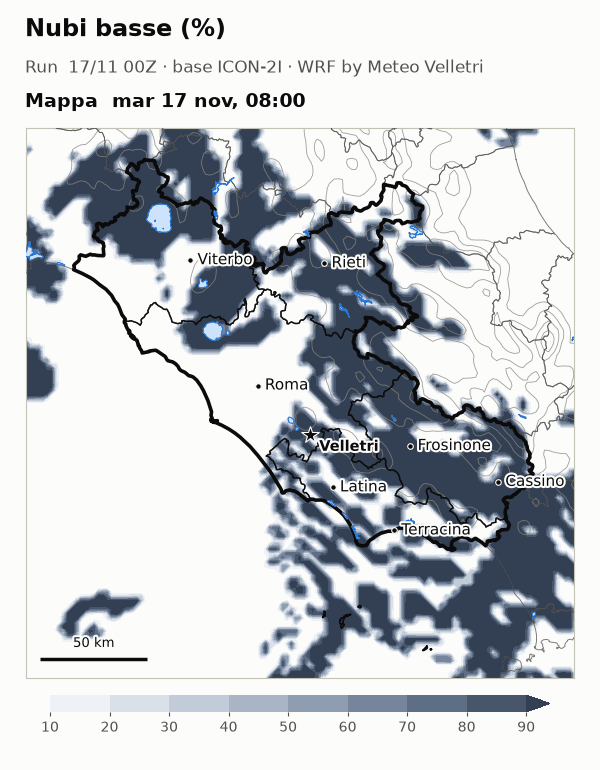 Nubi basse (%)
Run  17/11 00Z · base ICON-2I · WRF by Meteo Velletri
Mappa  mar 17 nov, 08:00
Viterbo
Rieti
Roma
Velletri
Frosinone
Cassino
Latina
Terracina
50 km
10 20 30 40 50 60 70 80 90